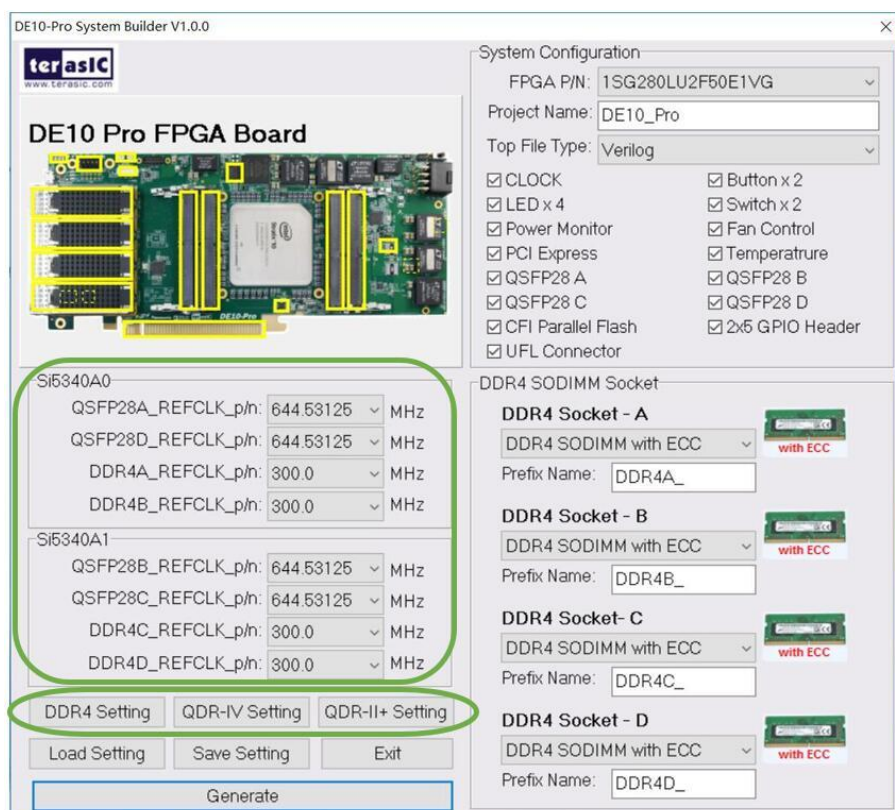 DE10-Pro System Builder V1.0.0
terasIC
www.terasic.com
DE10 Pro FPGA Board
DE10-Pro
Si5340A0
QSFP28A_REFCLK_p/n: 644.53125 MHz
QSFP28D_REFCLK_p/n: 644.53125 MHz
DDR4A_REFCLK_p/n: 300.0 MHz
DDR4B_REFCLK_p/n: 300.0 MHz
Si5340A1
QSFP28B_REFCLK_p/n: 644.53125 MHz
QSFP28C_REFCLK_p/n: 644.53125 MHz
DDR4C_REFCLK_p/n: 300.0 MHz
DDR4D_REFCLK_p/n: 300.0 MHz
DDR4 Setting QDR-IV Setting QDR-II+ Setting
Load Setting Save Setting Exit
Generate
System Configuration
FPGA P/N: 1SG280LU2F50E1VG
Project Name: DE10_Pro
Top File Type: Verilog
CLOCK Button x 2
LED x 4 Switch x 2
Power Monitor Fan Control
PCI Express Temperatrure
QSFP28 A QSFP28 B
QSFP28 C QSFP28 D
CFI Parallel Flash 2x5 GPIO Header
UFL Connector
DDR4 SODIMM Socket
DDR4 Socket - A
DDR4 SODIMM with ECC with ECC
Prefix Name: DDR4A_
DDR4 Socket - B
DDR4 SODIMM with ECC with ECC
Prefix Name: DDR4B_
DDR4 Socket- C
DDR4 SODIMM with ECC with ECC
Prefix Name: DDR4C_
DDR4 Socket - D
DDR4 SODIMM with ECC with ECC
Prefix Name: DDR4D_